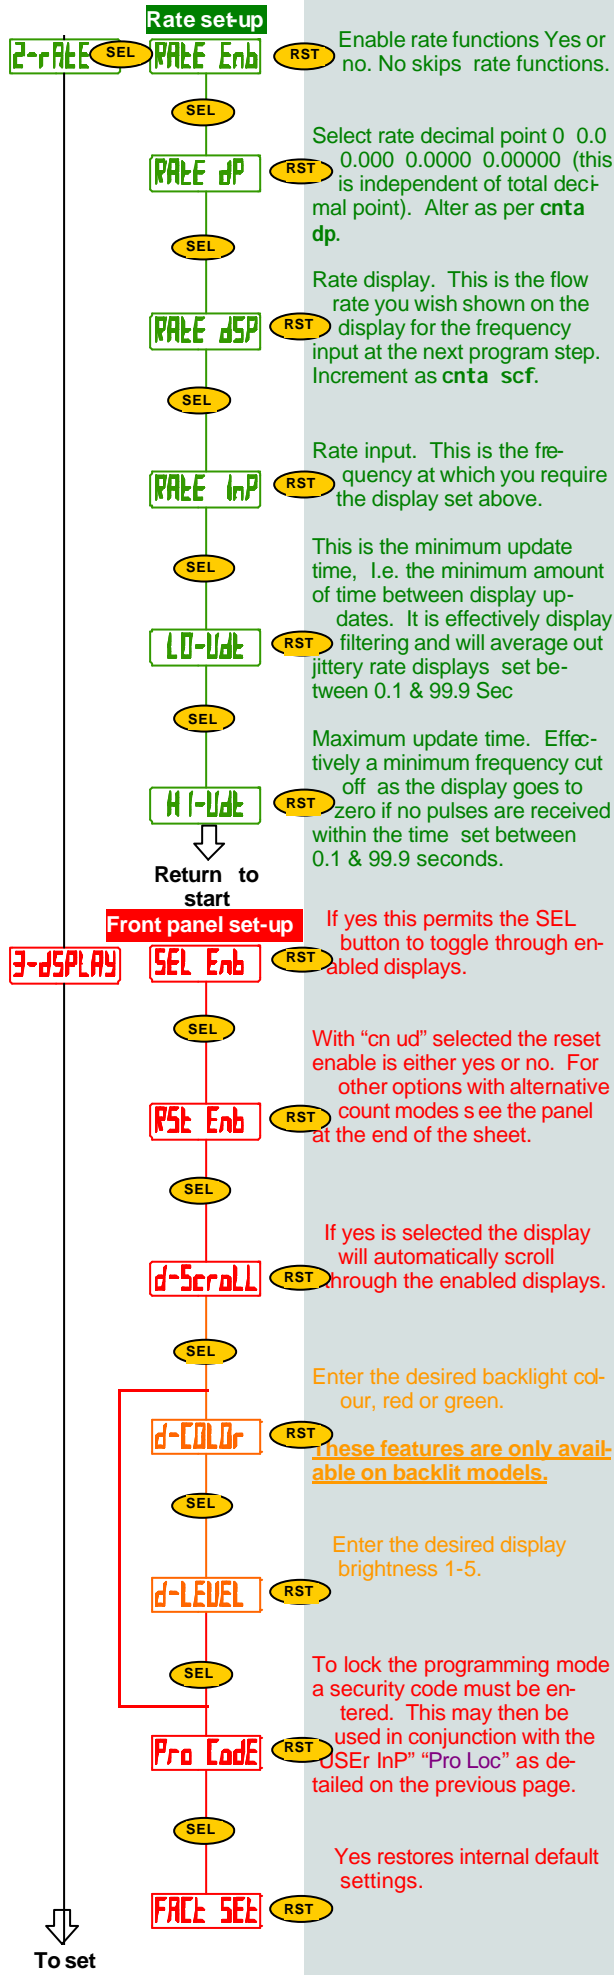 Rate set-up
2-rAtE SEL RAtE Enb RST
Enable rate functions Yes or
no. No skips rate functions.
SEL
Select rate decimal point 0 0.0
RAtE dP RST
0.000 0.0000 0.00000 (this
is independent of total deci-
mal point). Alter as per cnta
dp.
SEL
Rate display. This is the flow
rate you wish shown on the
RAtE dSP RST
display for the frequency
input at the next program step.
Increment as cnta scf.
SEL
Rate input. This is the fre-
RAtE InP RST
quency at which you require
the display set above.
This is the minimum update
SEL
time, I.e. the minimum amount
of time between display up-
dates. It is effectively display
LO-Udt RST
filtering and will average out
jittery rate displays set be-
tween 0.1 & 99.9 Sec
SEL
Maximum update time. Effec-
tively a minimum frequency cut
off as the display goes to
HI-Udt RST
zero if no pulses are received
within the time set between
0.1 & 99.9 seconds.
Return to
start
Front panel set-up
If yes this permits the SEL
button to toggle through en-
3-dSPLAY SEL Enb RST
abled displays.
SEL
With “cn ud” selected the reset
enable is either yes or no. For
other options with alternative
RSt Enb RST
count modes s ee the panel
at the end of the sheet.
SEL
If yes is selected the display
will automatically scroll
d-ScroLL RST
through the enabled displays.
SEL
Enter the desired backlight col-
our, red or green.
d-COLOr RST
These features are only avail-
able on backlit models.
SEL
Enter the desired display
brightness 1-5.
d-LEVEL RST
SEL
To lock the programming mode
a security code must be en-
tered. This may then be
Pro CodE RST
used in conjunction with the
“USEr InP” “Pro Loc” as de-
tailed on the previous page.
SEL
Yes restores internal default
settings.
FACt SEt RST
To set